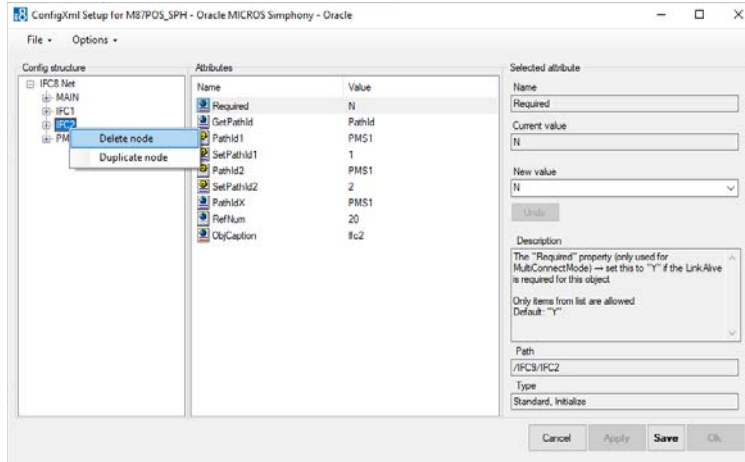 ConfigXml Setup for M87POS_SPH - Oracle MICROS Simphony - Oracle
File
Options
Config structure
IFC8 Net
MAIN
IFC1
IFC2
PM
Delete node
Duplicate node
Attributes
Name Value
Required N
GetPathId PathId
PathId1 PMS1
SetPathId1 1
PathId2 PMS1
SetPathId2 2
PathIdX PMS1
RefNum 20
ObjCaption Ifc2
Selected attribute
Name
Required
Current value
N
New value
N
Undo
Description
The "Required" property (only used for
MultiConnectMode) → set this to "Y" if the LinkAlive
is required for this object
Only items from list are allowed
Default: "Y"
Path
/IFC9/IFC2
Type
Standard, Initialize
Cancel Apply Save Ok